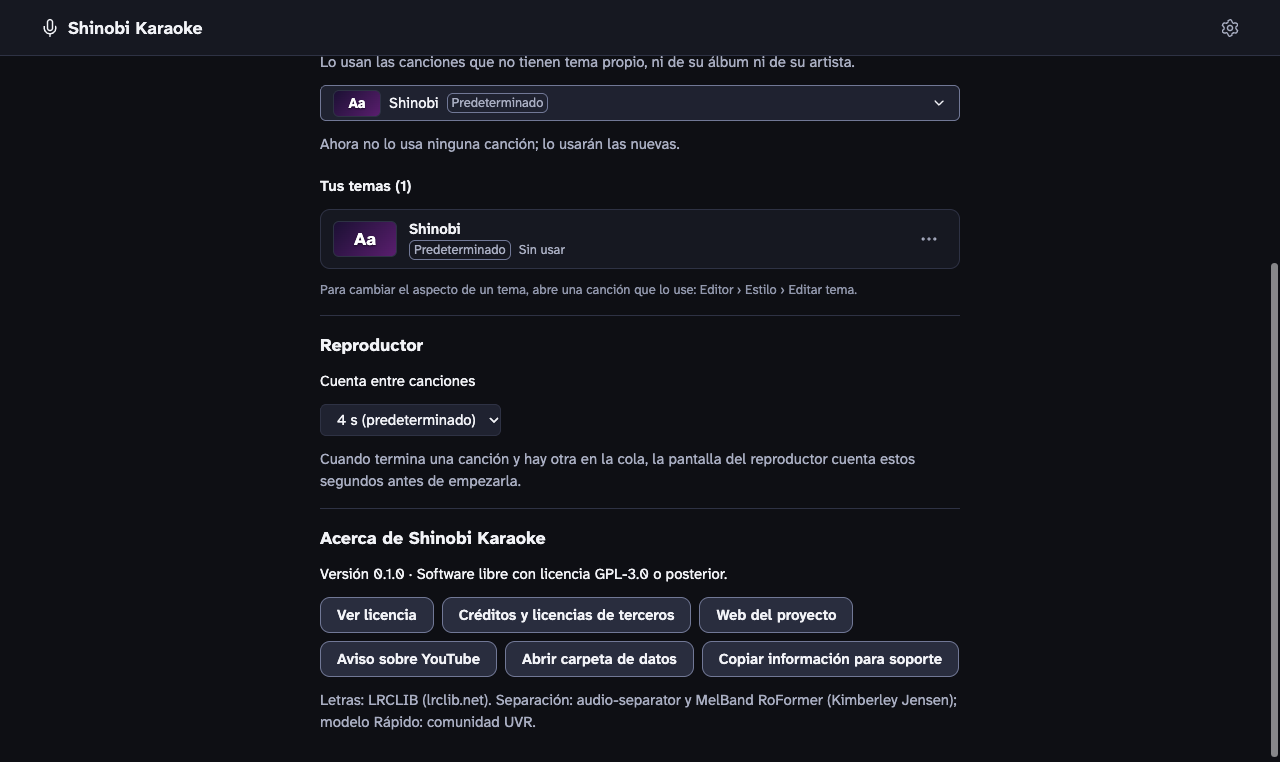 Shinobi Karaoke
Lo usan las canciones que no tienen tema propio, ni de su álbum ni de su artista.
Aa Shinobi Predeterminado
Ahora no lo usa ninguna canción; lo usarán las nuevas.
Tus temas (1)
Aa
Shinobi
Predeterminado Sin usar
Para cambiar el aspecto de un tema, abre una canción que lo use: Editor › Estilo › Editar tema.
Reproductor
Cuenta entre canciones
4 s (predeterminado)
Cuando termina una canción y hay otra en la cola, la pantalla del reproductor cuenta estos
segundos antes de empezarla.
Acerca de Shinobi Karaoke
Versión 0.1.0 · Software libre con licencia GPL-3.0 o posterior.
Ver licencia Créditos y licencias de terceros Web del proyecto
Aviso sobre YouTube Abrir carpeta de datos Copiar información para soporte
Letras: LRCLIB (lrclib.net). Separación: audio-separator y MelBand RoFormer (Kimberley Jensen);
modelo Rápido: comunidad UVR.